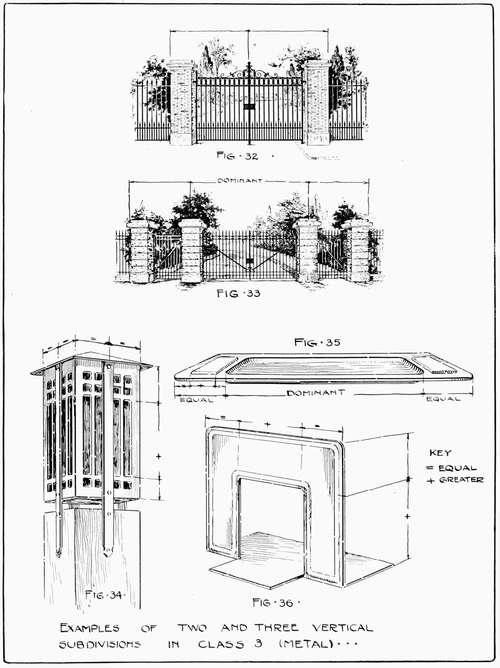 FIG·32·
DOMINANT
FIG·33
FIG·35
EQUAL
DOMINANT
EQUAL
KEY
= EQUAL
+ GREATER
FIG·34·
FIG·36·
EXAMPLES OF TWO AND THREE VERTICAL
SUBDIVISIONS IN CLASS 3 (METAL)···